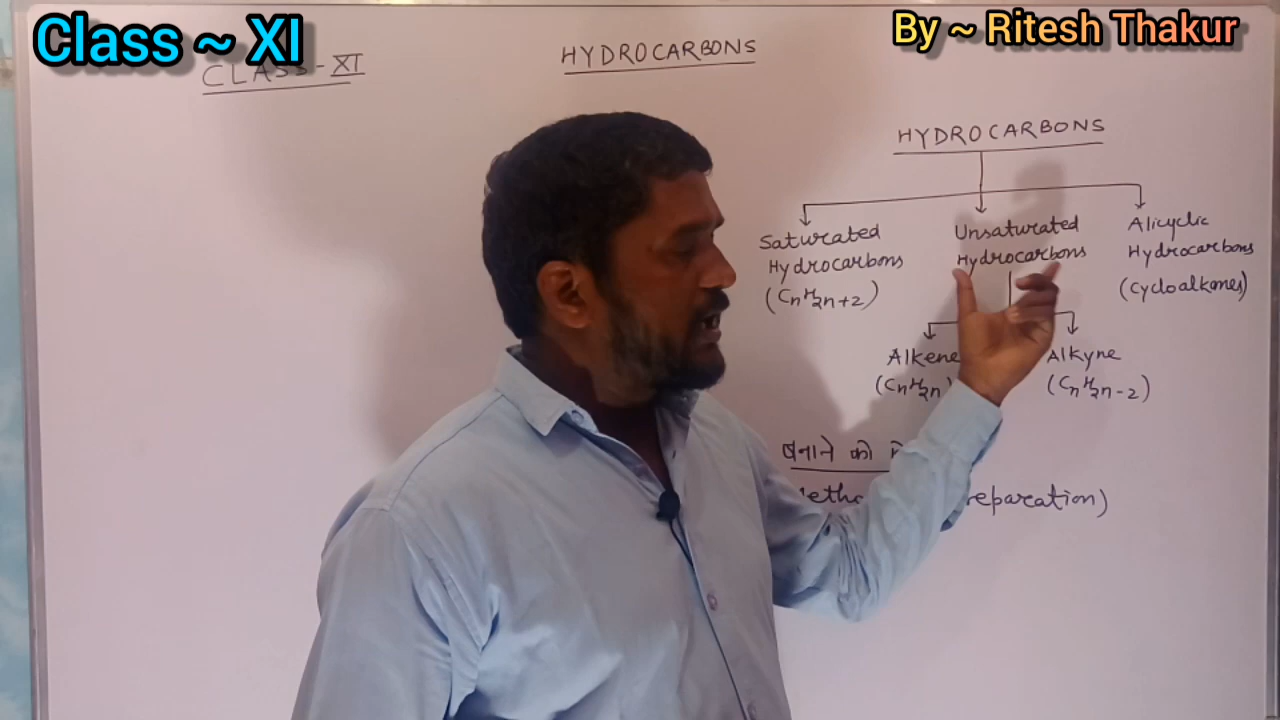 Class ~ XI
By ~ Ritesh Thakur
CLASS-XI
HYDROCARBONS
HYDROCARBONS
Saturated
Hydrocarbons
(CnH2n+2)
Unsaturated
Hydrocarbons
Alicyclic
Hydrocarbons
(Cycloalkanes)
Alkene
(CnH2n)
Alkyne
(CnH2n-2)
बनाने की